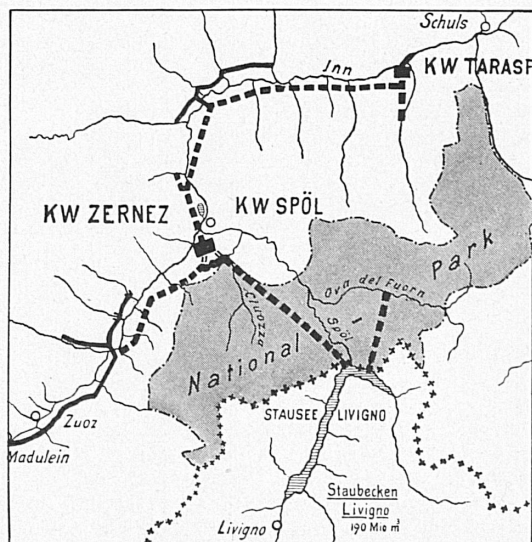 Schuls
Inn
KW TARASP
KW ZERNEZ
KW SPÖL
National Park
Ova del Fuorn
Cluozza
Spöl
I
STAUSEE LIVIGNO
Zuoz
Madulein
Staubecken
Livigno
190 Mio m³
Livigno